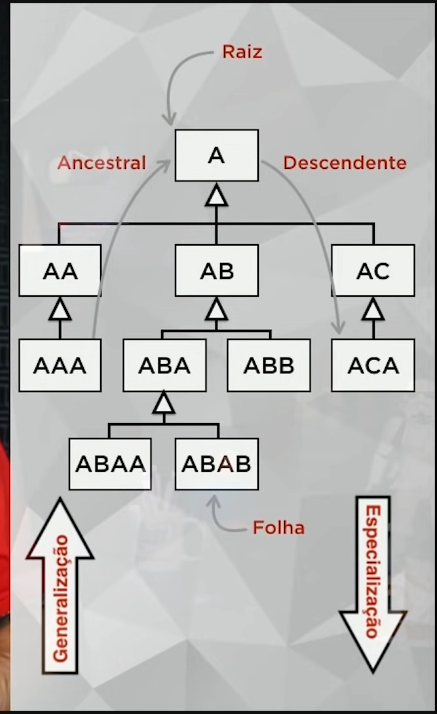 Raiz
A
Ancestral
Descendente
AA
AB
AC
AAA
ABA
ABB
ACA
ABAA
ABAB
Folha
Generalização
Especialização